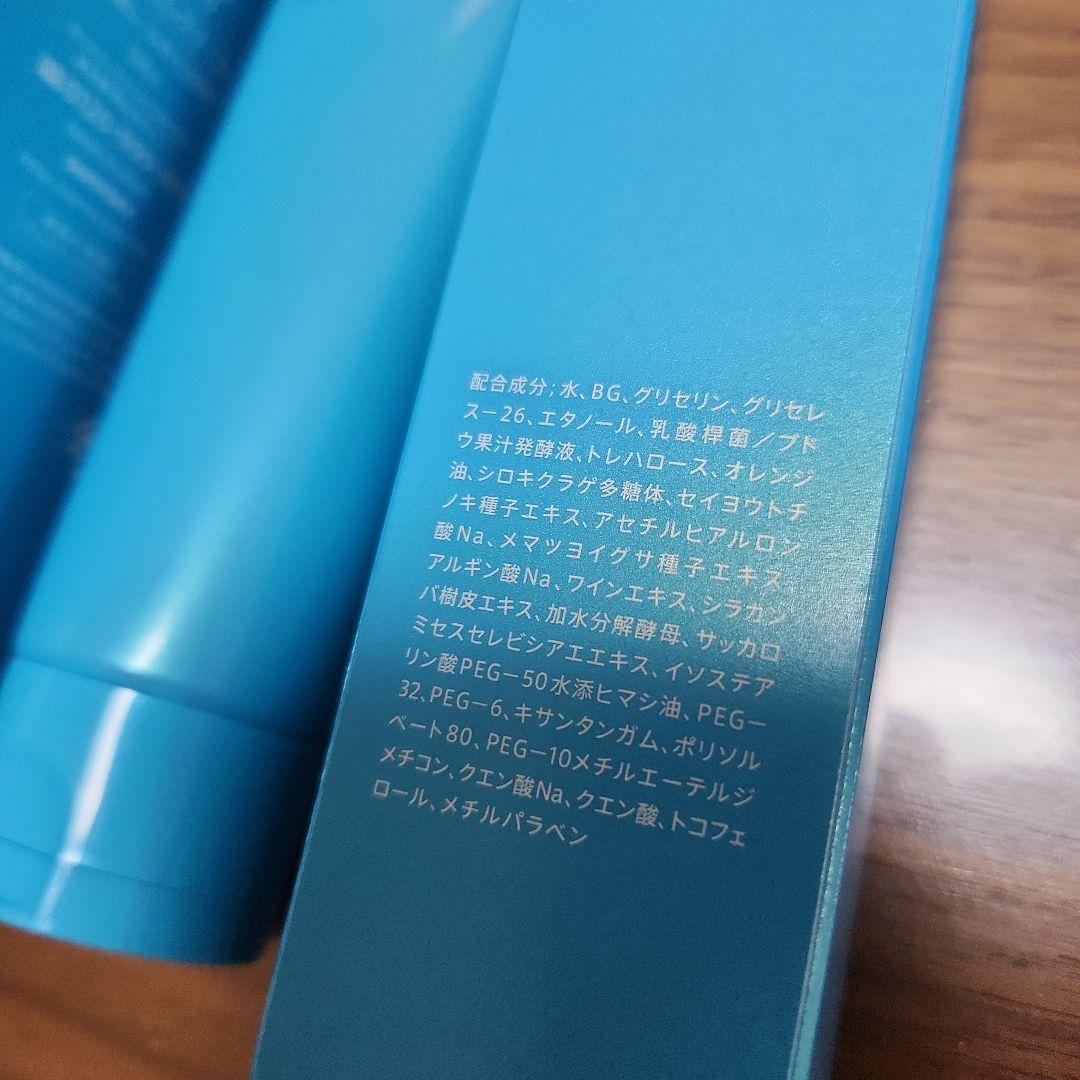 配合成分；水、BG、グリセリン、グリセレ
ス－26、エタノール、乳酸桿菌／ブド
ウ果汁発酵液、トレハロース、オレンジ
油、シロキクラゲ多糖体、セイヨウトチ
ノキ種子エキス、アセチルヒアルロン
酸Na、メマツヨイグサ種子エキス、
アルギン酸Na、ワインエキス、シラカン
バ樹皮エキス、加水分解酵母、サッカロ
ミセスセレビシアエエキス、イソステア
リン酸PEG－50水添ヒマシ油、PEG－
32、PEG－6、キサンタンガム、ポリソル
ベート80、PEG－10メチルエーテルジ
メチコン、クエン酸Na、クエン酸、トコフェ
ロール、メチルパラベン